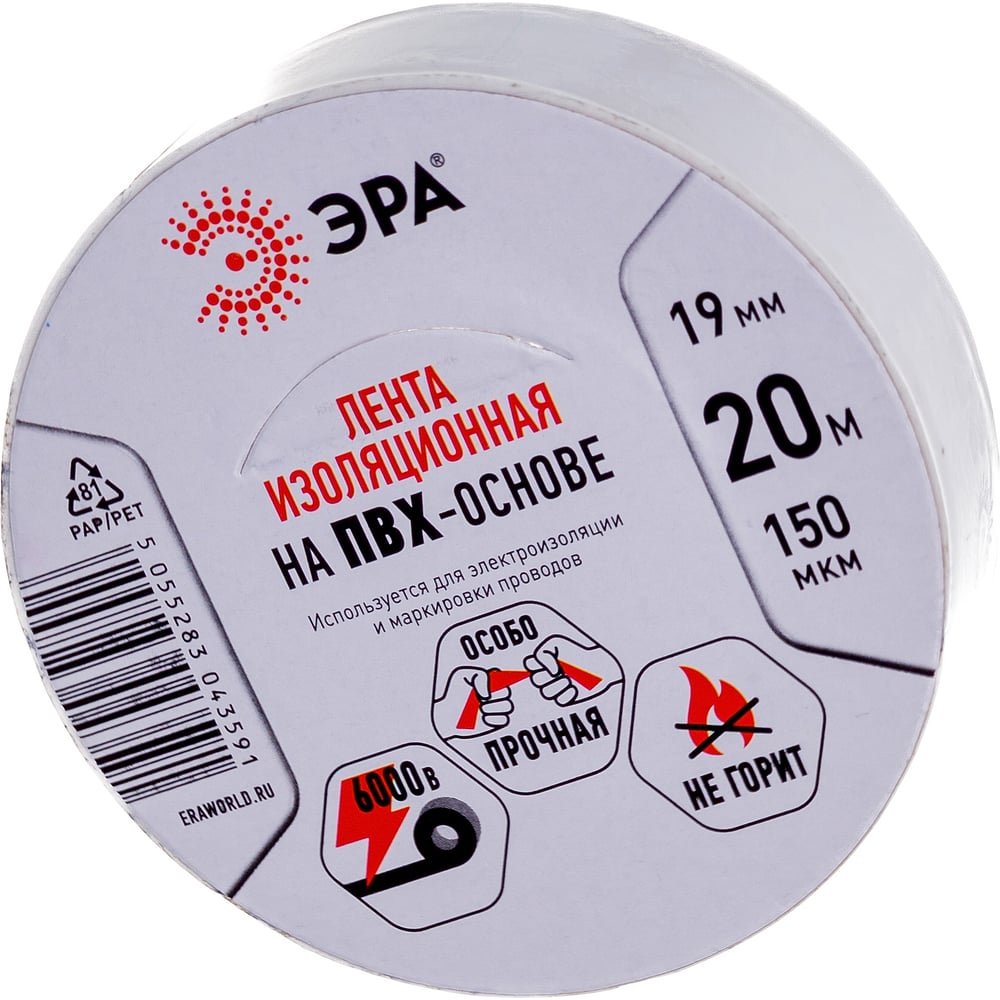 ЭРА®
19 мм
20 м
150
мкм
ЛЕНТА
ИЗОЛЯЦИОННАЯ
НА ПВХ-ОСНОВЕ
Используется для электроизоляции
и маркировки проводов
81
PAP/PET
5 055283 043591
ERAWORLD.RU
ОСОБО
ПРОЧНАЯ
НЕ ГОРИТ
6000В